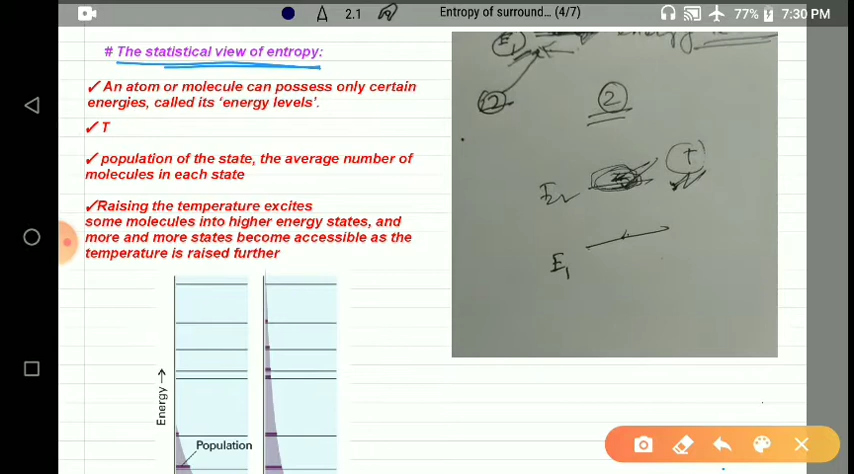 2.1
Entropy of surround... (4/7)
77%
7:30 PM
# The statistical view of entropy:
✓ An atom or molecule can possess only certain
energies, called its 'energy levels'.
✓ T
✓ population of the state, the average number of
molecules in each state
✓Raising the temperature excites
some molecules into higher energy states, and
more and more states become accessible as the
temperature is raised further
Energy →
Population
E1
12
2
E2
T
E1